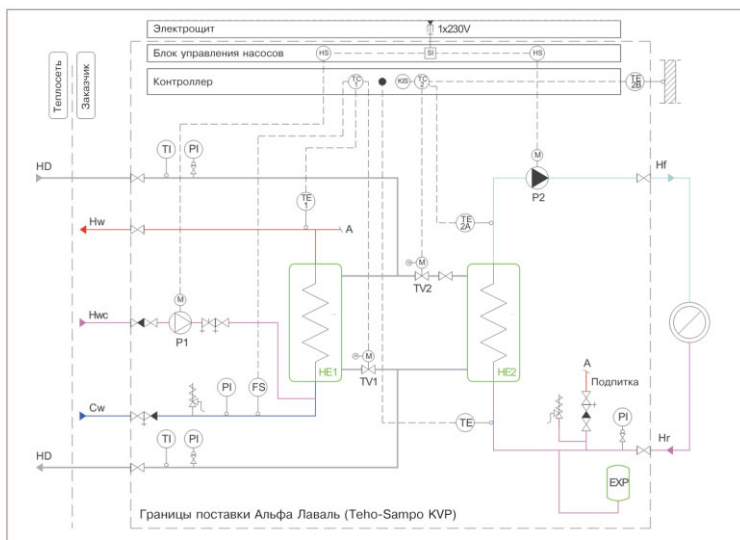 Электрощит
1x230V
Блок управления насосов
HS
SI
HS
Контроллер
TC
1
KIS
TC
2
TE
2B
Теплосеть
Заказчик
TI
PI
M
HD
P2
Hf
TE
1
TE
2A
Hw
A
M
TV2
M
Hwc
P1
M
HE1
TV1
HE2
A
Подпитка
PI
FS
Cw
TE
PI
Hr
TI
PI
HD
EXP
Границы поставки Альфа Лаваль (Teho-Sampo KVP)